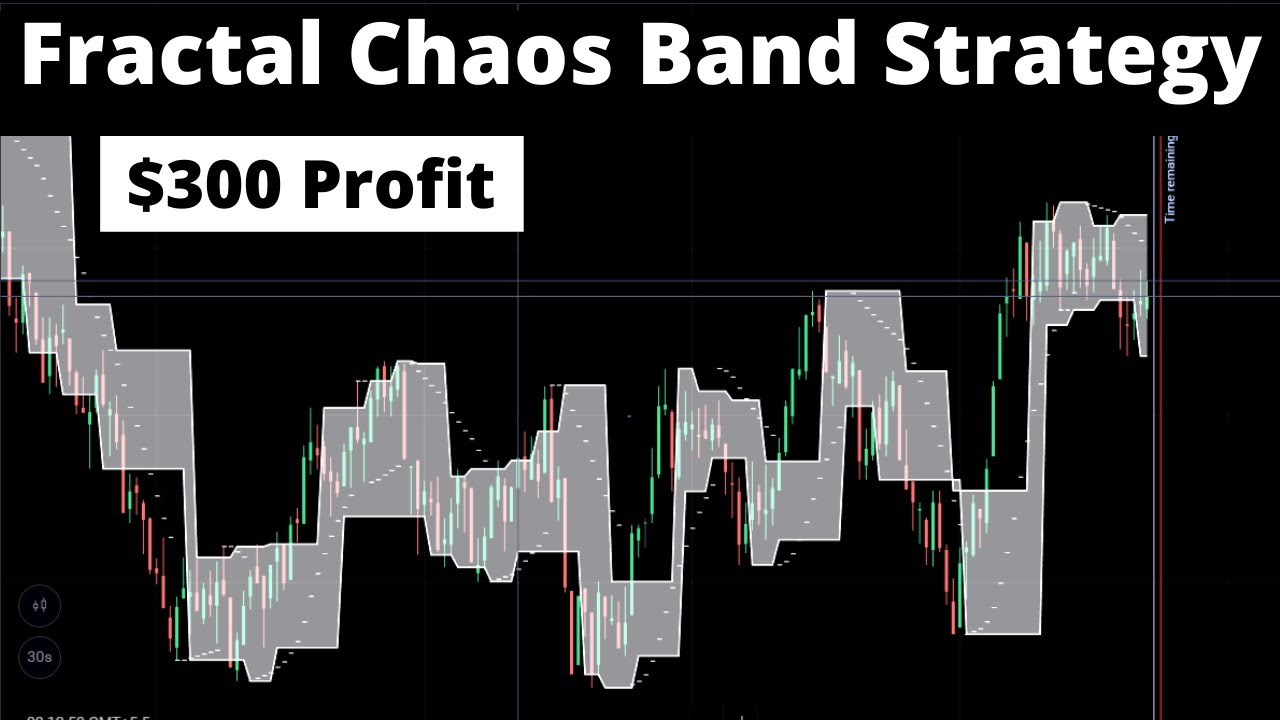 Fractal Chaos Band Strategy
$300 Profit
Time remaining
30s